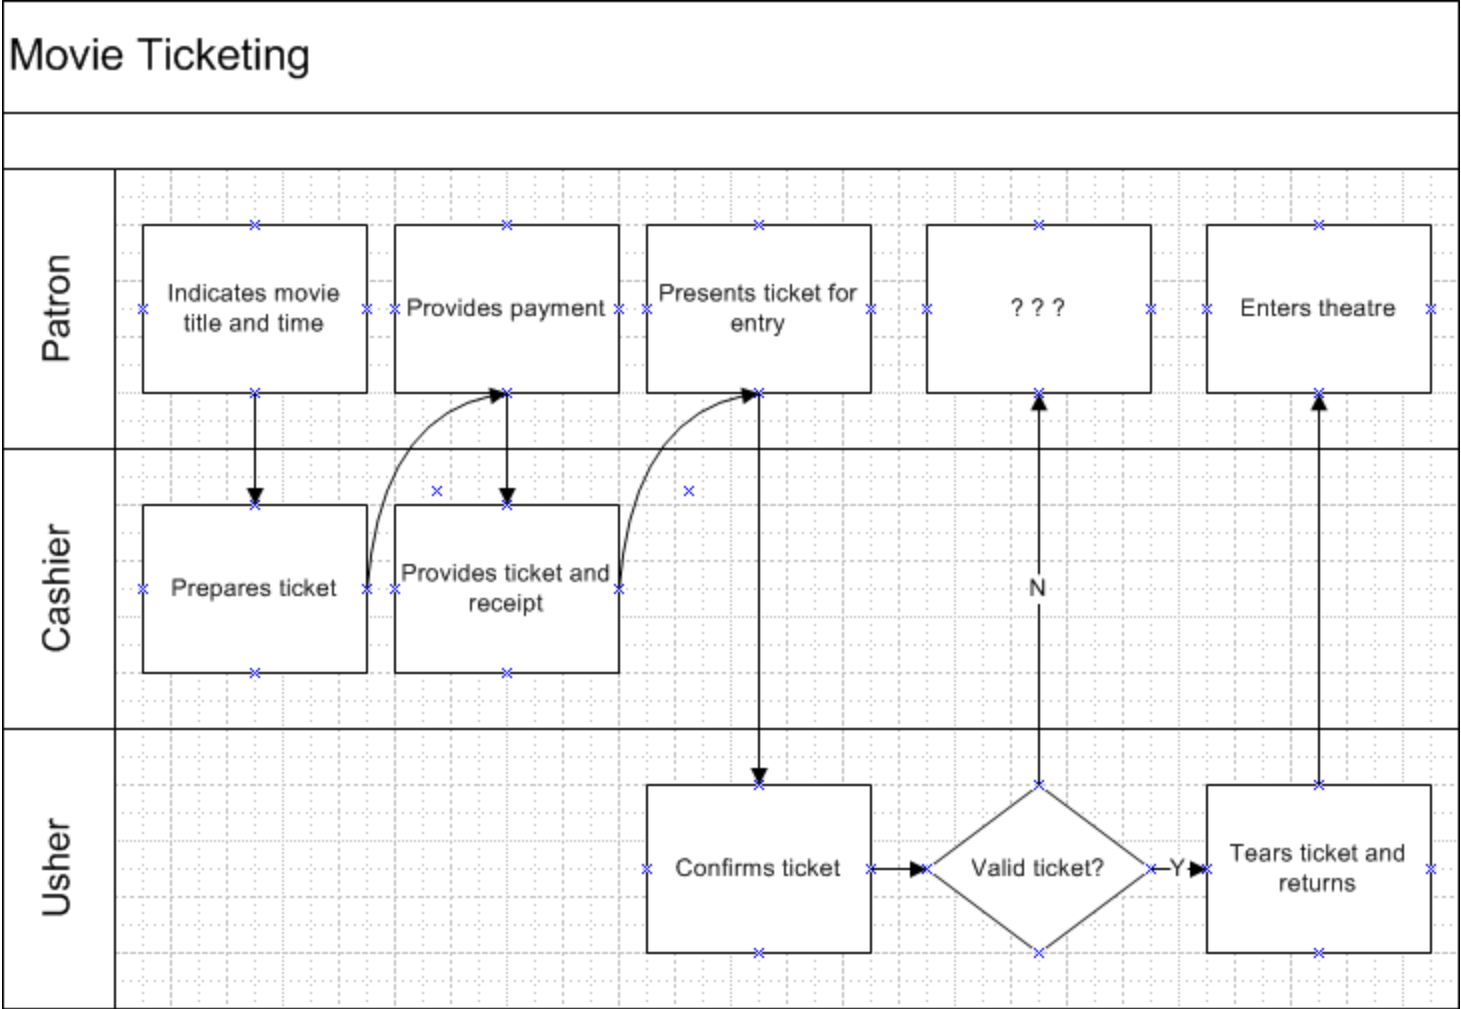 Movie Ticketing
Patron
Indicates movie
title and time
Provides payment
Presents ticket for
entry
? ? ?
Enters theatre
Cashier
Prepares ticket
Provides ticket and
receipt
N
Usher
Confirms ticket
Valid ticket?
Y
Tears ticket and
returns